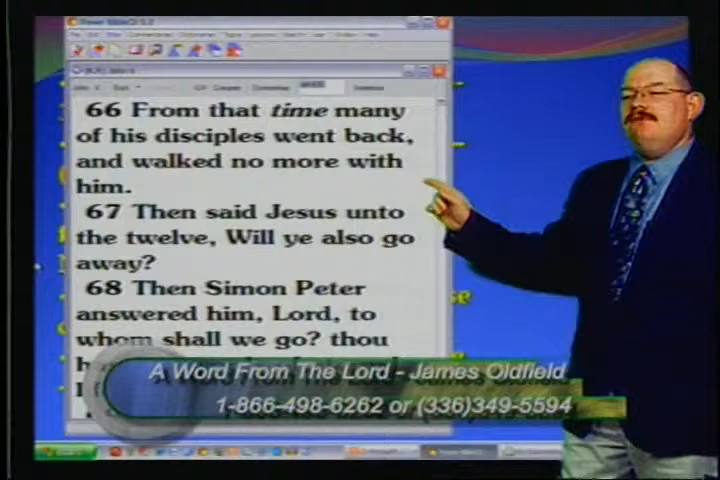 66 From that time many
of his disciples went back,
and walked no more with
him.
67 Then said Jesus unto
the twelve, Will ye also go
away?
68 Then Simon Peter
answered him, Lord, to
whom shall we go? thou
A Word From The Lord - James Oldfield
1-866-498-6262 or (336)349-5594